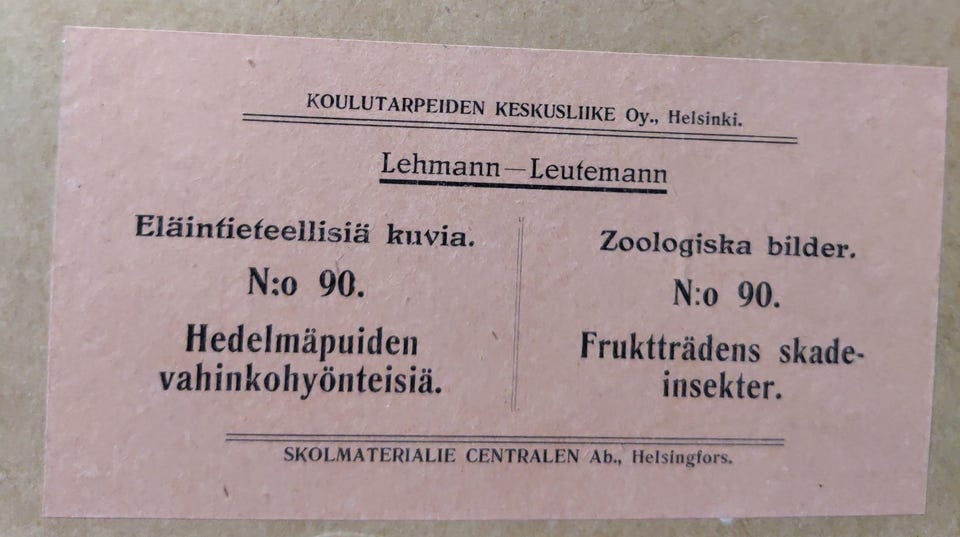 KOULUTARPEIDEN KESKUSLIIKE Oy., Helsinki.
Lehmann—Leutemann
Eläintieteellisiä kuvia.
N:o 90.
Hedelmäpuiden
vahinkohyönteisiä.
Zoologiska bilder.
N:o 90.
Fruktträdens skade-
insekter.
SKOLMATERIALIE CENTRALEN Ab., Helsingfors.